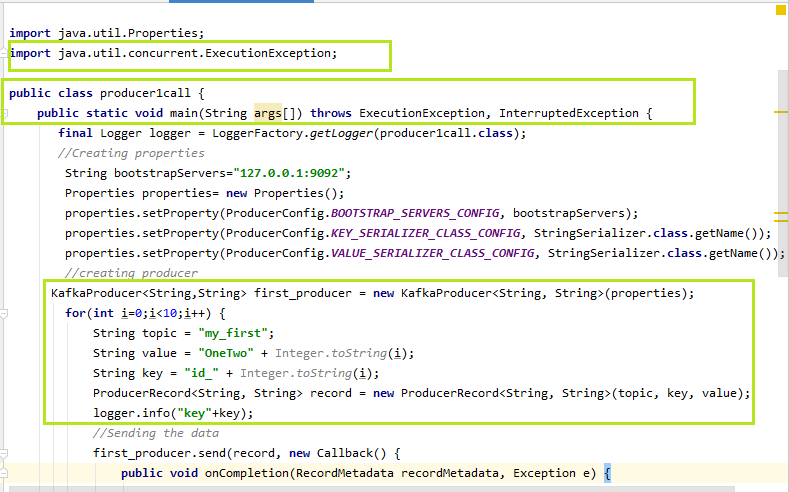 import java.util.Properties;
import java.util.concurrent.ExecutionException;
public class producer1call {
public static void main(String args[]) throws ExecutionException, InterruptedException {
final Logger logger = LoggerFactory.getLogger(producer1call.class);
//Creating properties
String bootstrapServers="127.0.0.1:9092";
Properties properties= new Properties();
properties.setProperty(ProducerConfig.BOOTSTRAP_SERVERS_CONFIG, bootstrapServers);
properties.setProperty(ProducerConfig.KEY_SERIALIZER_CLASS_CONFIG, StringSerializer.class.getName());
properties.setProperty(ProducerConfig.VALUE_SERIALIZER_CLASS_CONFIG, StringSerializer.class.getName());
//creating producer
KafkaProducer<String,String> first_producer = new KafkaProducer<String, String>(properties);
for(int i=0;i<10;i++) {
String topic = "my_first";
String value = "OneTwo" + Integer.toString(i);
String key = "id_" + Integer.toString(i);
ProducerRecord<String, String> record = new ProducerRecord<String, String>(topic, key, value);
logger.info("key"+key);
//Sending the data
first_producer.send(record, new Callback() {
public void onCompletion(RecordMetadata recordMetadata, Exception e) {